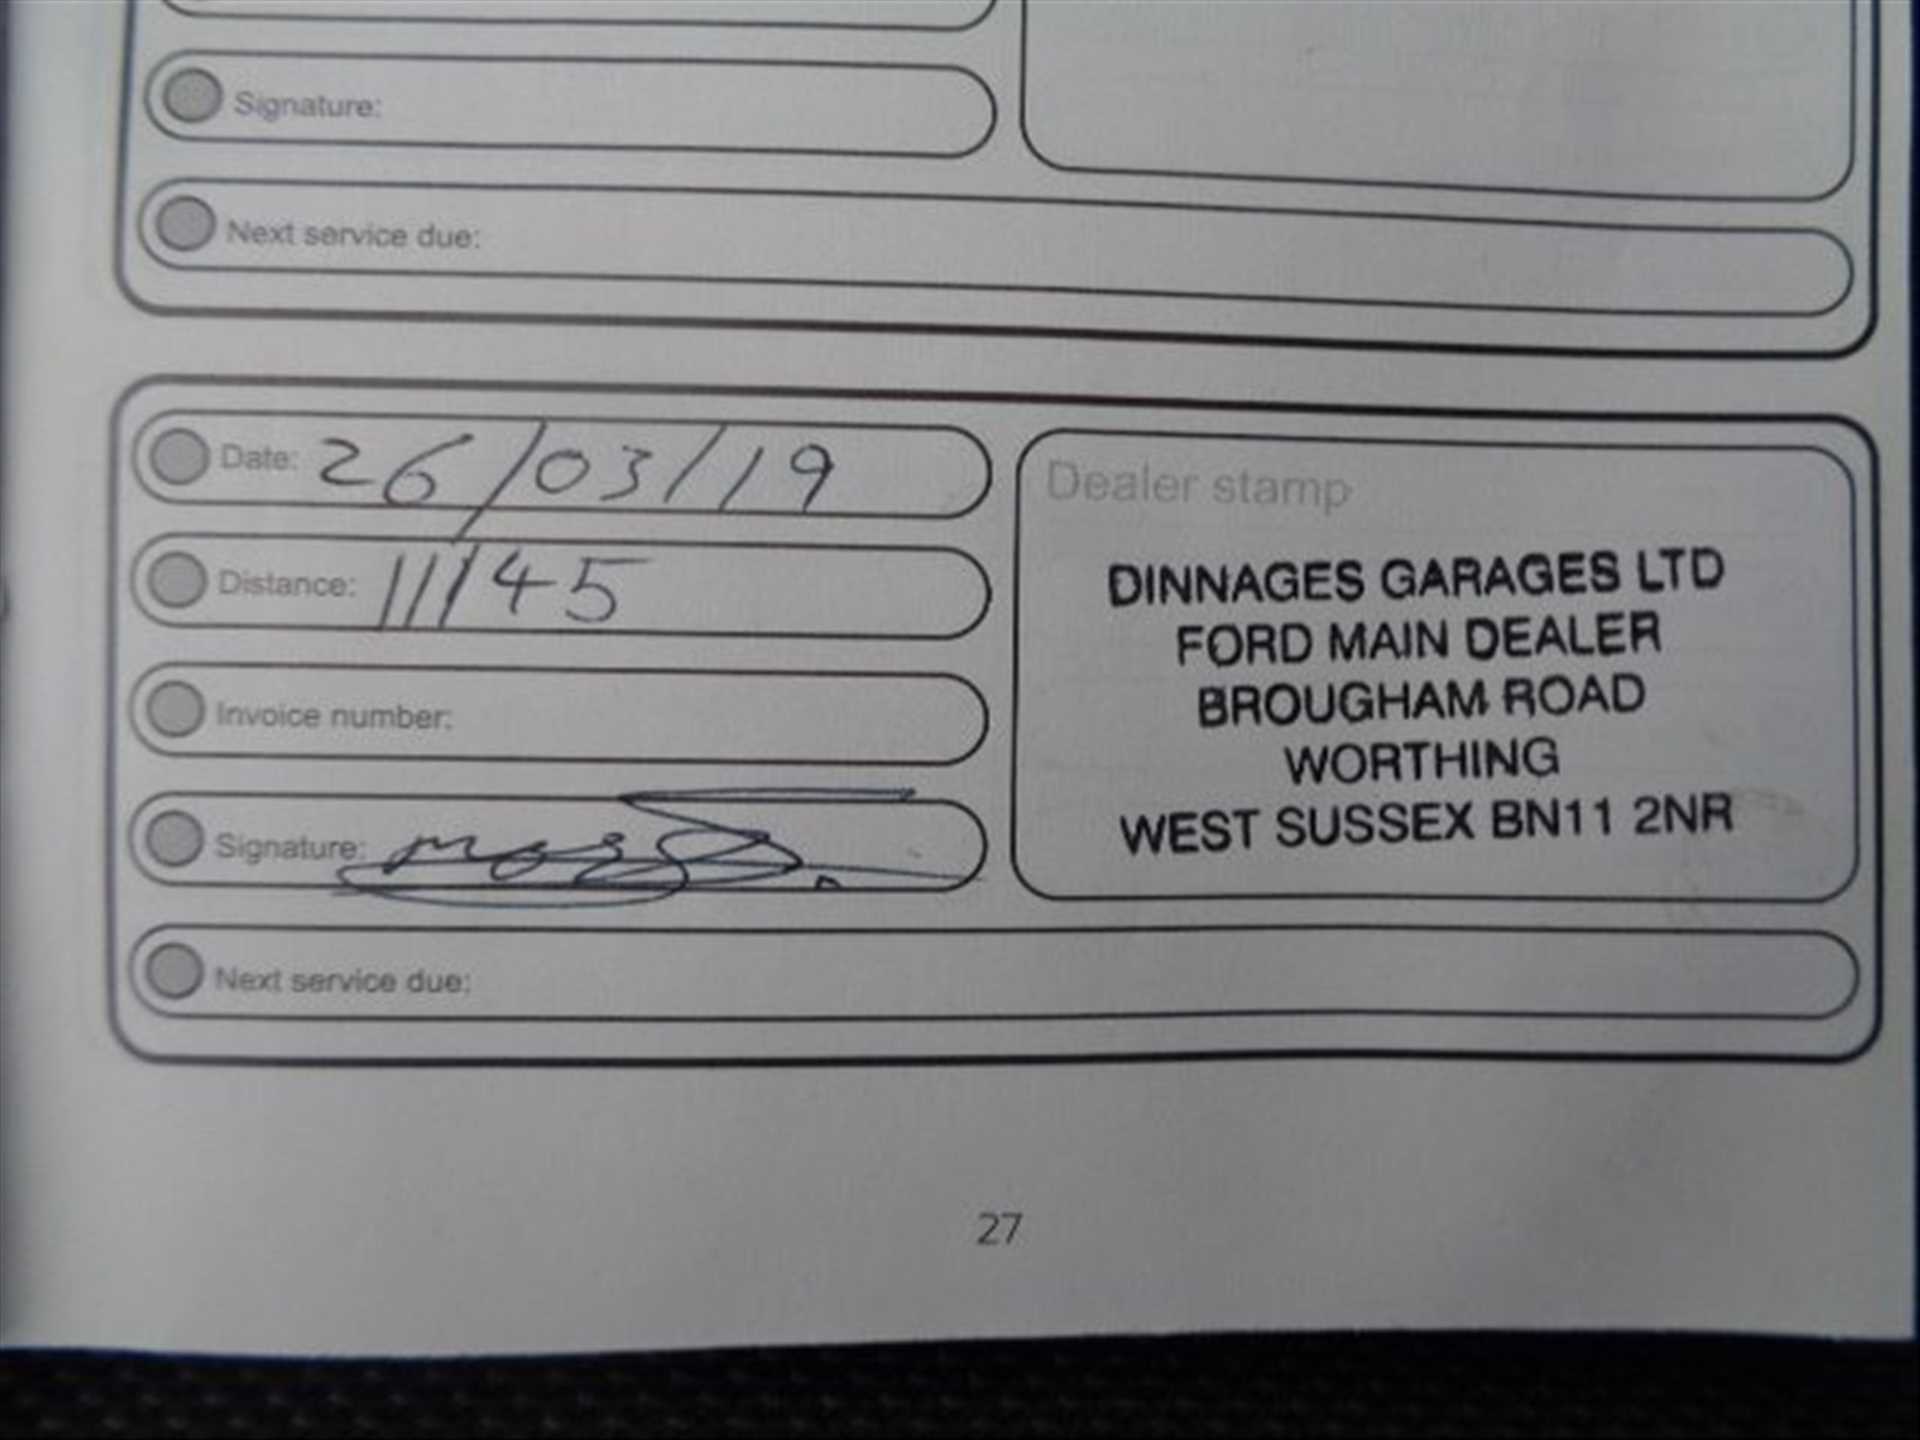 Signature:
Next service due:
Date: 26/03/19
Distance: 11145
Invoice number:
Signature:
Next service due:
Dealer stamp
DINNAGES GARAGES LTD
FORD MAIN DEALER
BROUGHAM ROAD
WORTHING
WEST SUSSEX BN11 2NR
27